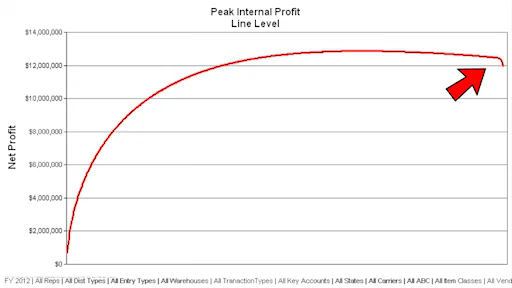 Peak Internal Profit
Line Level
$14,000,000
$12,000,000
$10,000,000
$8,000,000
$6,000,000
$4,000,000
$2,000,000
$0
Net Profit
FY 2012 | All Reps | All Dist Types | All Entry Types | All Warehouses | All TranactionTypes | All Key Accounts | All States | All Carriers | All ABC | All Item Classes | All Vend